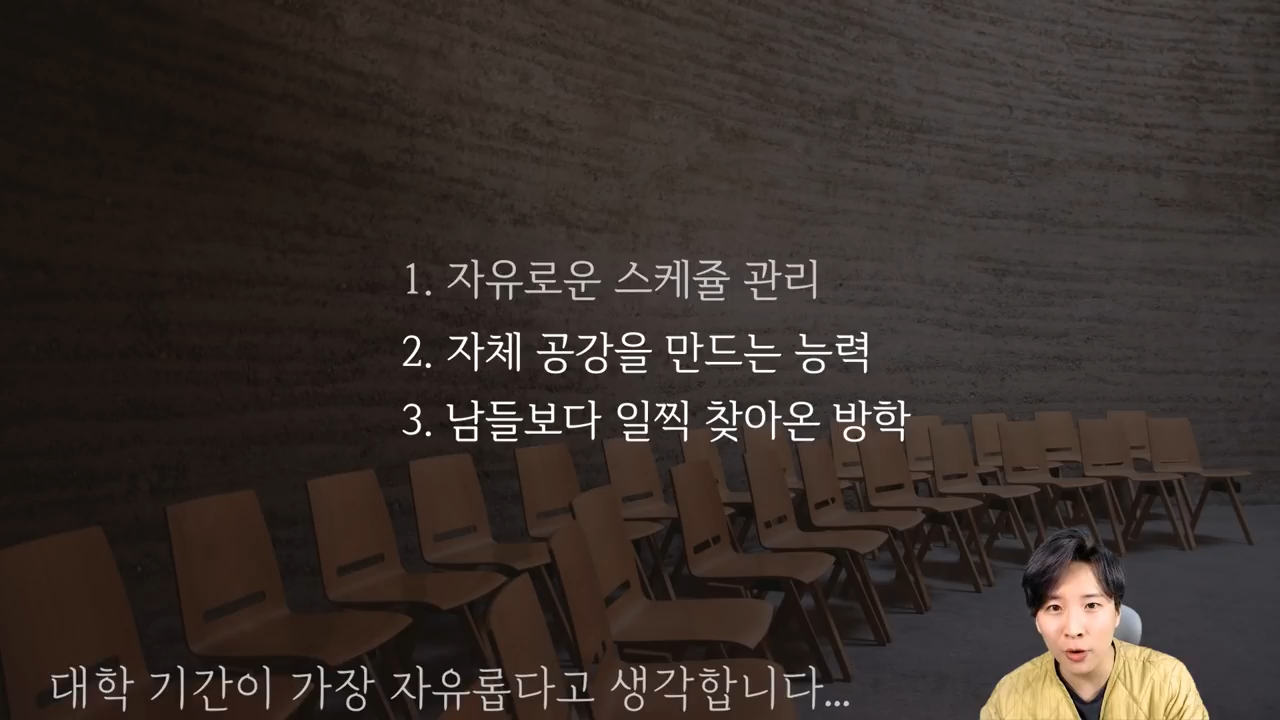 1. 자유로운 스케쥴 관리
2. 자체 공강을 만드는 능력
3. 남들보다 일찍 찾아온 방학
대학 기간이 가장 자유롭다고 생각합니다...